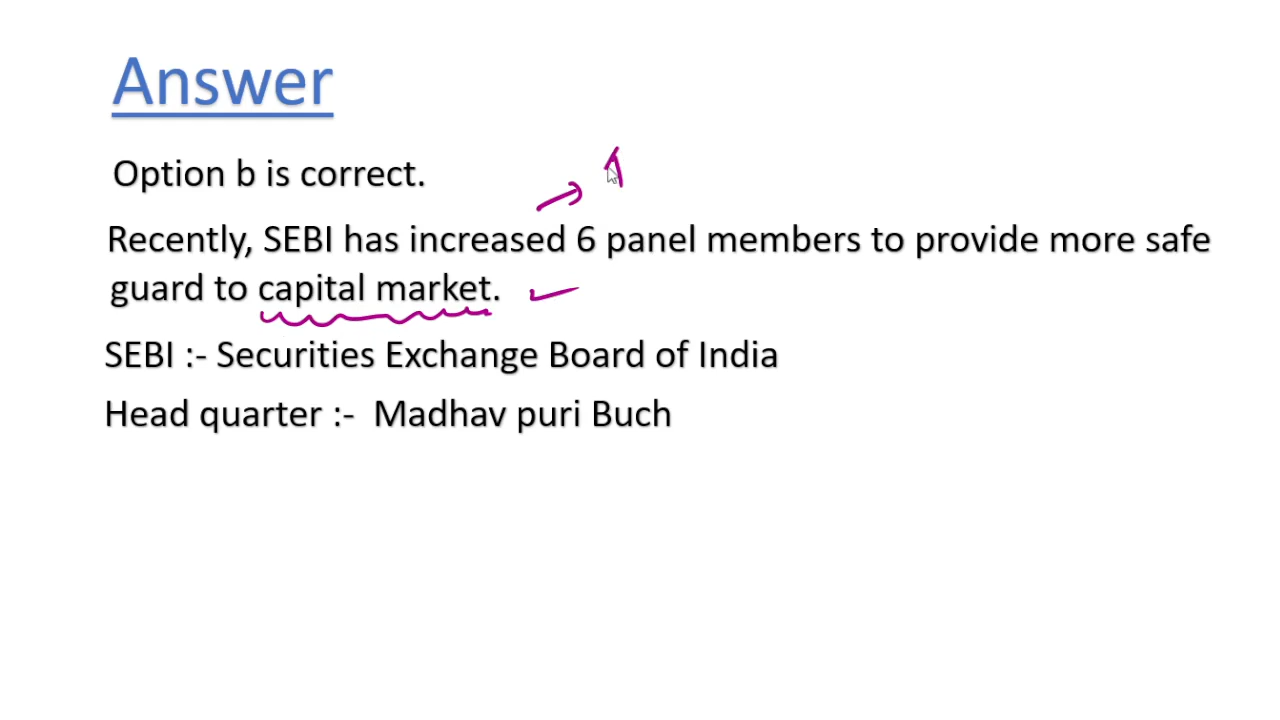 Answer
Option b is correct.
Recently, SEBI has increased 6 panel members to provide more safe
guard to capital market.
SEBI :- Securities Exchange Board of India
Head quarter :- Madhav puri Buch